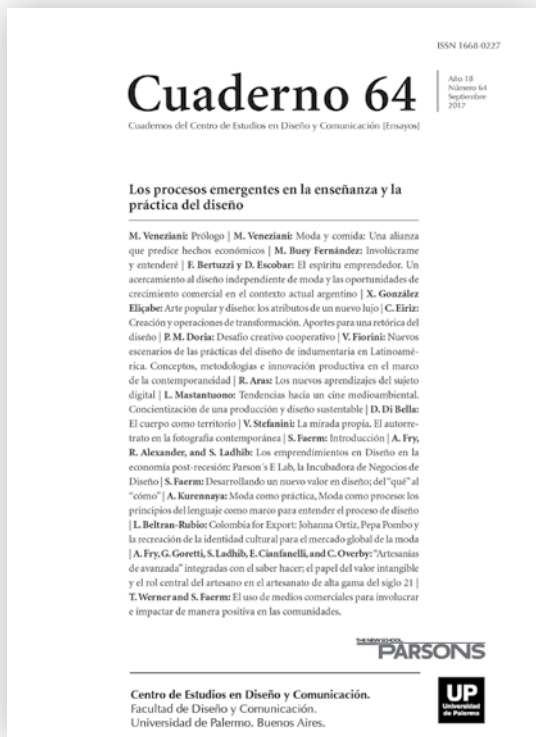 ISSN 1668-0227
Cuaderno 64
Año 18
Número 64
Septiembre
2017
Cuadernos del Centro de Estudios en Diseño y Comunicación [Ensayos]
Los procesos emergentes en la enseñanza y la
práctica del diseño
M. Veneziani: Prólogo | M. Veneziani: Moda y comida: Una alianza
que predice hechos económicos | M. Buey Fernández: Involúcrame
y entenderé | F. Bertuzzi y D. Escobar: El espíritu emprendedor. Un
acercamiento al diseño independiente de moda y las oportunidades de
crecimiento comercial en el contexto actual argentino | X. González
Eliçabe: Arte popular y diseño: los atributos de un nuevo lujo | C. Eiriz:
Creación y operaciones de transformación. Aportes para una retórica del
diseño | P. M. Doria: Desafío creativo cooperativo | V. Fiorini: Nuevos
escenarios de las prácticas del diseño de indumentaria en Latinoamé-
rica. Conceptos, metodologías e innovación productiva en el marco
de la contemporaneidad | R. Aras: Los nuevos aprendizajes del sujeto
digital | L. Mastantuono: Tendencias hacia un cine medioambiental.
Concientización de una producción y diseño sustentable | D. Di Bella:
El cuerpo como territorio | V. Stefanini: La mirada propia. El autorre-
trato en la fotografía contemporánea | S. Faerm: Introducción | A. Fry,
R. Alexander, and S. Ladhib: Los emprendimientos en Diseño en la
economía post-recesión: Parson´s E Lab, la Incubadora de Negocios de
Diseño | S. Faerm: Desarrollando un nuevo valor en diseño; del "qué" al
"cómo" | A. Kurennaya: Moda como práctica, Moda como proceso: los
principios del lenguaje como marco para entender el proceso de diseño
| L. Beltran-Rubio: Colombia for Export: Johanna Ortiz, Pepa Pombo y
la recreación de la identidad cultural para el mercado global de la moda
| A. Fry, G. Goretti, S. Ladhib, E. Cianfanelli, and C. Overby: "Artesanías
de avanzada" integradas con el saber hacer; el papel del valor intangible
y el rol central del artesano en el artesanato de alta gama del siglo 21 |
T. Werner and S. Faerm: El uso de medios comerciales para involucrar
e impactar de manera positiva en las comunidades.
THE NEW SCHOOL
PARSONS
Centro de Estudios en Diseño y Comunicación.
Facultad de Diseño y Comunicación.
Universidad de Palermo. Buenos Aires.
UP
Universidad
de Palermo